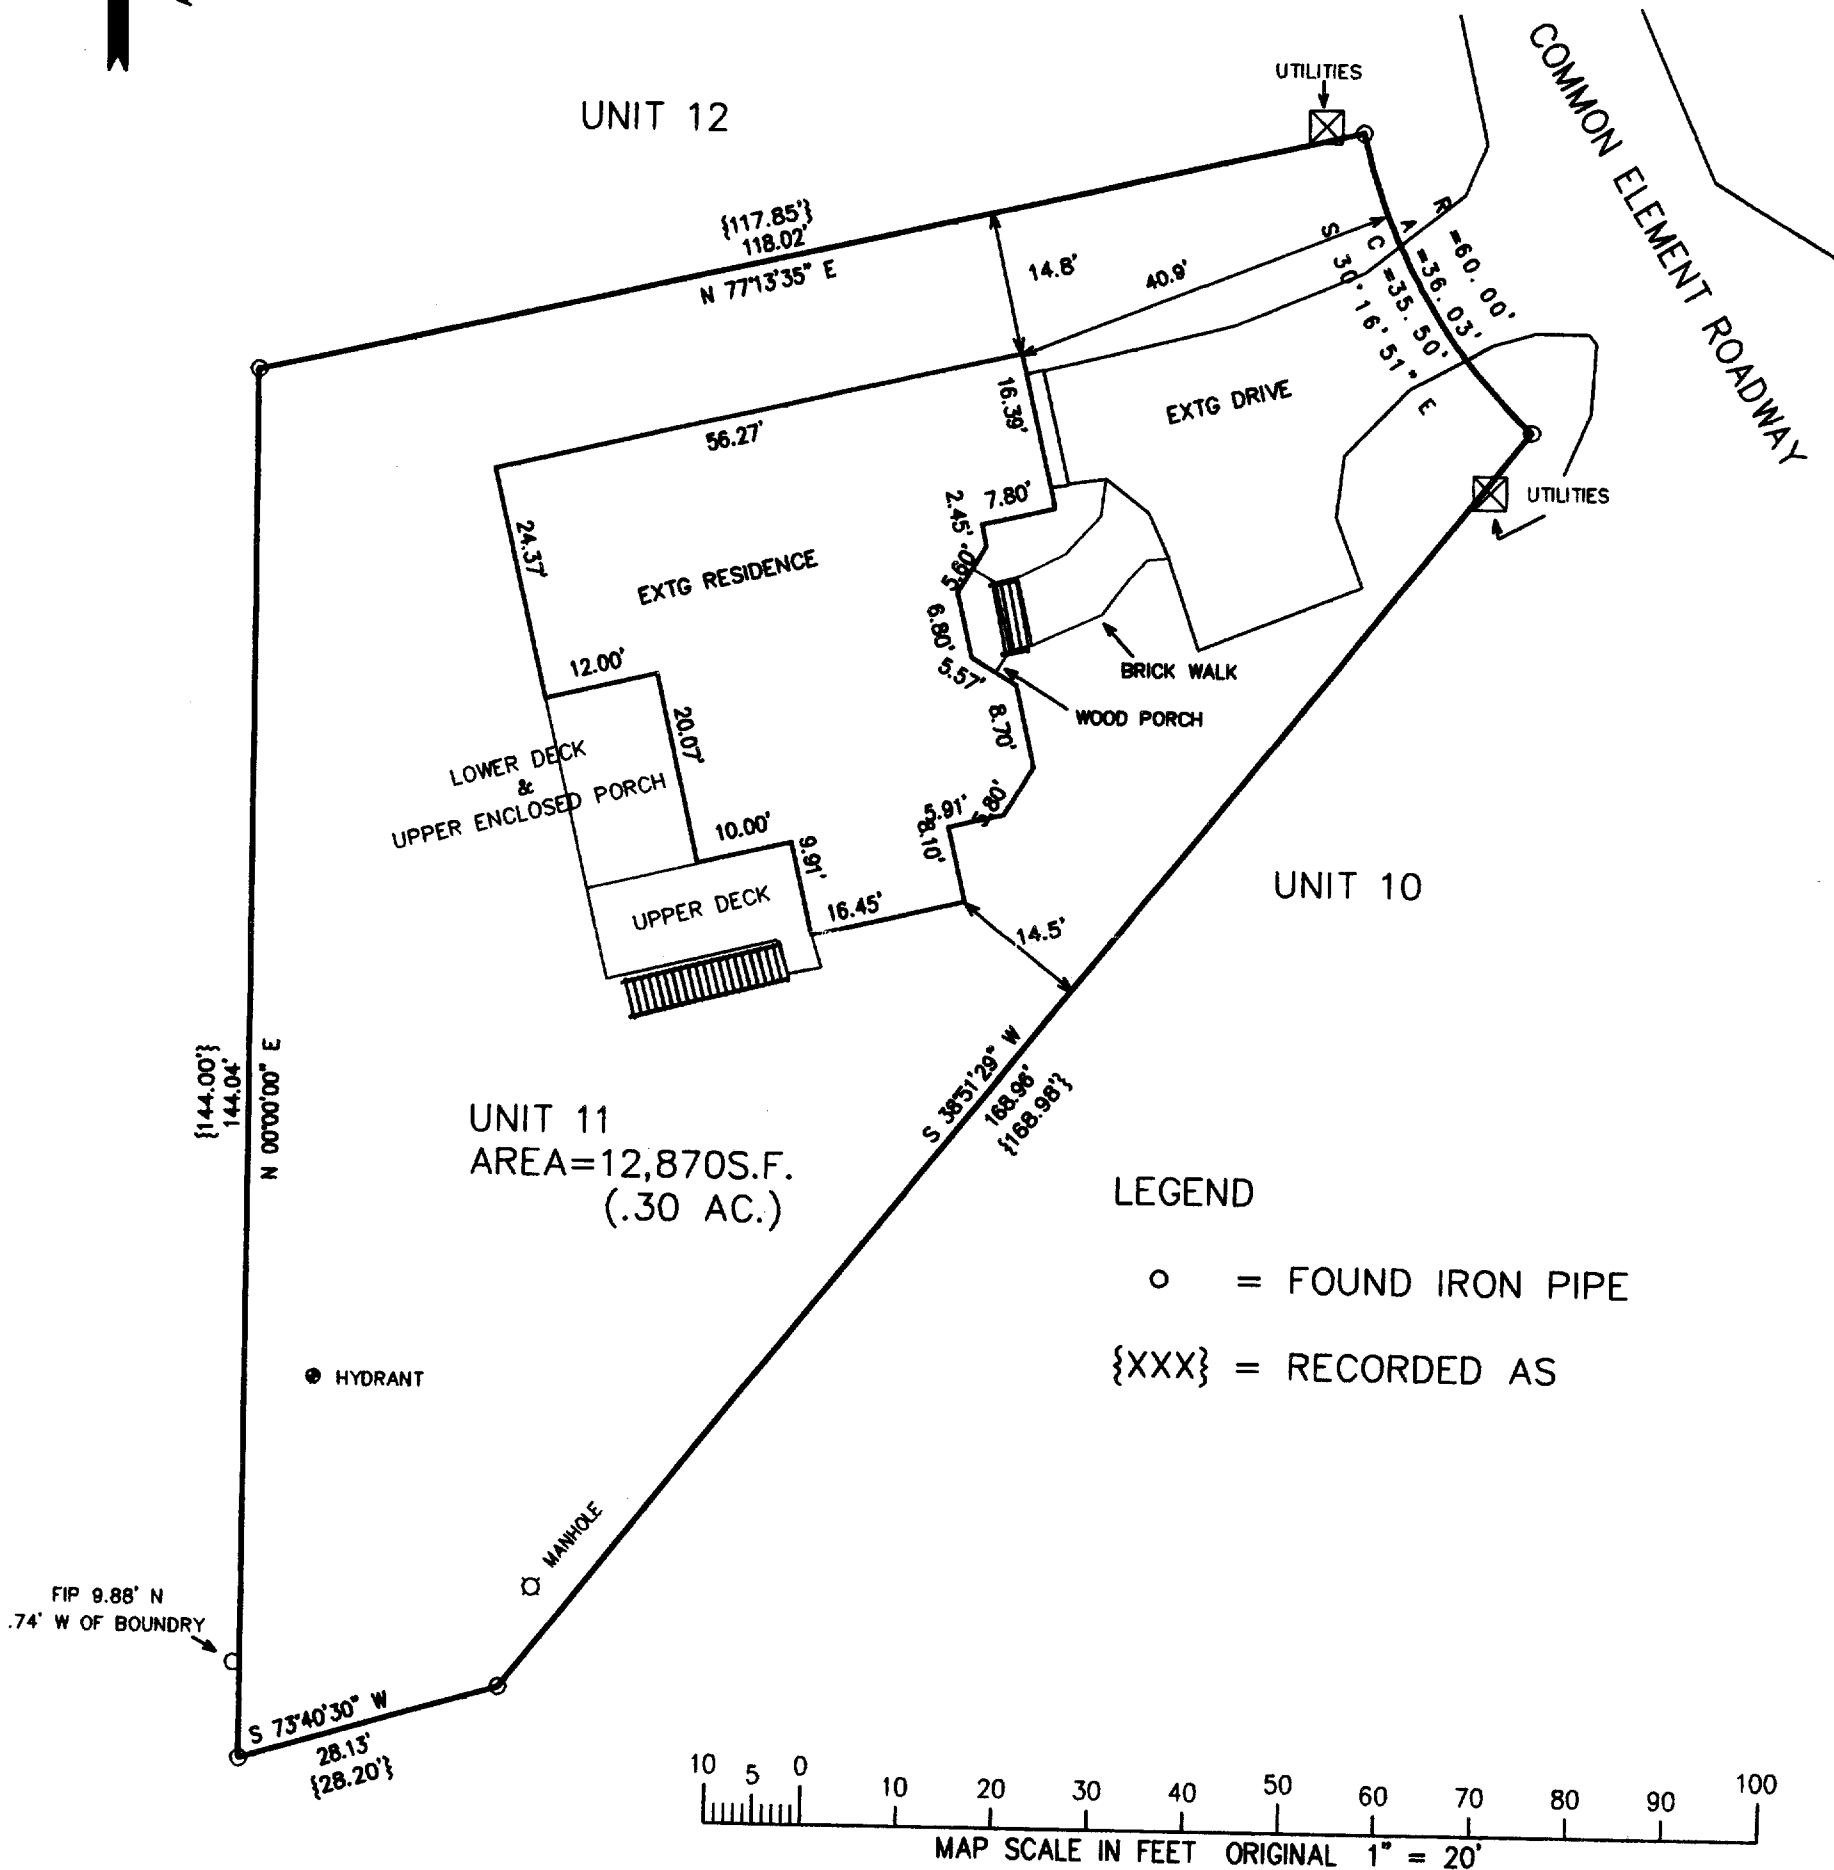 UTILITIES
UNIT 12
COMMON ELEMENT ROADWAY
{117.85'}
118.02'
N 77°13'35" E
14.8'
40.9'
R =60.00'
A =36.03'
C =35.50'
S 30°16'51" E
56.27'
16.39'
EXTG DRIVE
7.80'
2.45'
UTILITIES
24.37'
EXTG RESIDENCE
5.60'
6.80'
5.57'
12.00'
BRICK WALK
WOOD PORCH
20.07'
8.70'
LOWER DECK
&
UPPER ENCLOSED PORCH
5.91'
5.80'
8.10'
10.00'
9.91'
UPPER DECK
16.45'
UNIT 10
14.5'
{144.00'}
144.04'
N 00°00'00" E
S 38°51'29" W
168.96'
{168.98'}
UNIT 11
AREA=12,870S.F.
(.30 AC.)
LEGEND
O = FOUND IRON PIPE
{XXX} = RECORDED AS
HYDRANT
MANHOLE
FIP 9.88' N
.74' W OF BOUNDRY
S 73°40'30" W
28.13'
{28.20'}
10 5 0 10 20 30 40 50 60 70 80 90 100
MAP SCALE IN FEET ORIGINAL 1" = 20'